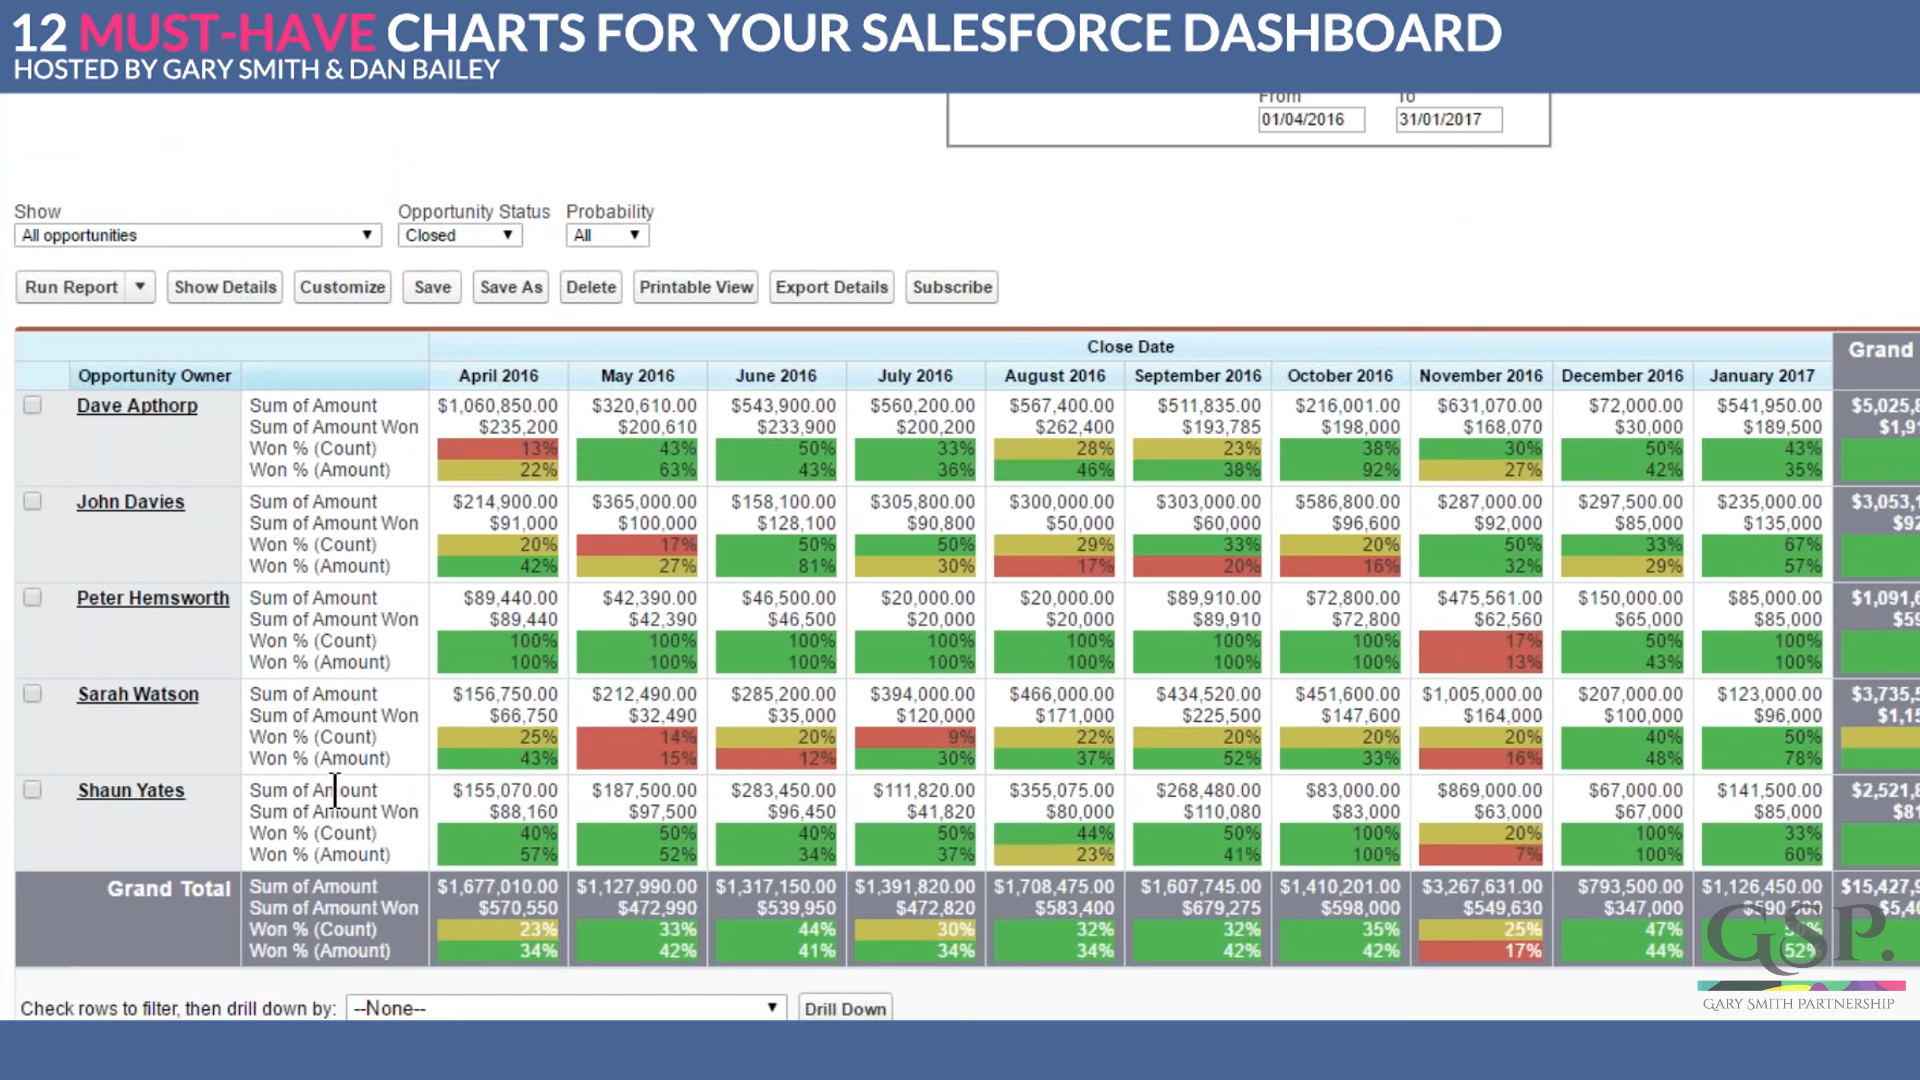 12 MUST-HAVE CHARTS FOR YOUR SALESFORCE DASHBOARD
HOSTED BY GARY SMITH & DAN BAILEY
From To
01/04/2016 31/01/2017
Show Opportunity Status Probability
All opportunities Closed All
Run Report Show Details Customize Save Save As Delete Printable View Export Details Subscribe
Close Date Grand
Opportunity Owner April 2016 May 2016 June 2016 July 2016 August 2016 September 2016 October 2016 November 2016 December 2016 January 2017
Dave Apthorp Sum of Amount $1,060,850.00 $320,610.00 $543,900.00 $560,200.00 $567,400.00 $511,835.00 $216,001.00 $631,070.00 $72,000.00 $541,950.00 $5,025,8
Sum of Amount Won $235,200 $200,610 $233,900 $200,200 $262,400 $193,785 $198,000 $168,070 $30,000 $189,500 $1,91
Won % (Count) 13% 43% 50% 33% 28% 23% 38% 30% 50% 43%
Won % (Amount) 22% 63% 43% 36% 46% 38% 92% 27% 42% 35%
John Davies Sum of Amount $214,900.00 $365,000.00 $158,100.00 $305,800.00 $300,000.00 $303,000.00 $586,800.00 $287,000.00 $297,500.00 $235,000.00 $3,053,1
Sum of Amount Won $91,000 $100,000 $128,100 $90,800 $50,000 $60,000 $96,600 $92,000 $85,000 $135,000 $92
Won % (Count) 20% 17% 50% 50% 29% 33% 20% 50% 33% 67%
Won % (Amount) 42% 27% 81% 30% 17% 20% 16% 32% 29% 57%
Peter Hemsworth Sum of Amount $89,440.00 $42,390.00 $46,500.00 $20,000.00 $20,000.00 $89,910.00 $72,800.00 $475,561.00 $150,000.00 $85,000.00 $1,091,6
Sum of Amount Won $89,440 $42,390 $46,500 $20,000 $20,000 $89,910 $72,800 $62,560 $65,000 $85,000 $59
Won % (Count) 100% 100% 100% 100% 100% 100% 100% 17% 50% 100%
Won % (Amount) 100% 100% 100% 100% 100% 100% 100% 13% 43% 100%
Sarah Watson Sum of Amount $156,750.00 $212,490.00 $285,200.00 $394,000.00 $466,000.00 $434,520.00 $451,600.00 $1,005,000.00 $207,000.00 $123,000.00 $3,735,5
Sum of Amount Won $66,750 $32,490 $35,000 $120,000 $171,000 $225,500 $147,600 $164,000 $100,000 $96,000 $1,15
Won % (Count) 25% 14% 20% 9% 22% 20% 20% 20% 40% 50%
Won % (Amount) 43% 15% 12% 30% 37% 52% 33% 16% 48% 78%
Shaun Yates Sum of Amount $155,070.00 $187,500.00 $283,450.00 $111,820.00 $355,075.00 $268,480.00 $83,000.00 $869,000.00 $67,000.00 $141,500.00 $2,521,8
Sum of Amount Won $88,160 $97,500 $96,450 $41,820 $80,000 $110,080 $83,000 $63,000 $67,000 $85,000 $81
Won % (Count) 40% 50% 40% 50% 44% 50% 100% 20% 100% 33%
Won % (Amount) 57% 52% 34% 37% 23% 41% 100% 7% 100% 60%
Grand Total Sum of Amount $1,677,010.00 $1,127,990.00 $1,317,150.00 $1,391,820.00 $1,708,475.00 $1,607,745.00 $1,410,201.00 $3,267,631.00 $793,500.00 $1,126,450.00 $15,427,9
Sum of Amount Won $570,550 $472,990 $539,950 $472,820 $583,400 $679,275 $598,000 $549,630 $347,000 $590,500 $5,40
Won % (Count) 23% 33% 44% 30% 32% 32% 35% 25% 47%
Won % (Amount) 34% 42% 41% 34% 34% 42% 42% 17% 44% 52%
GSP.
GARY SMITH PARTNERSHIP
Check rows to filter, then drill down by: --None-- Drill Down